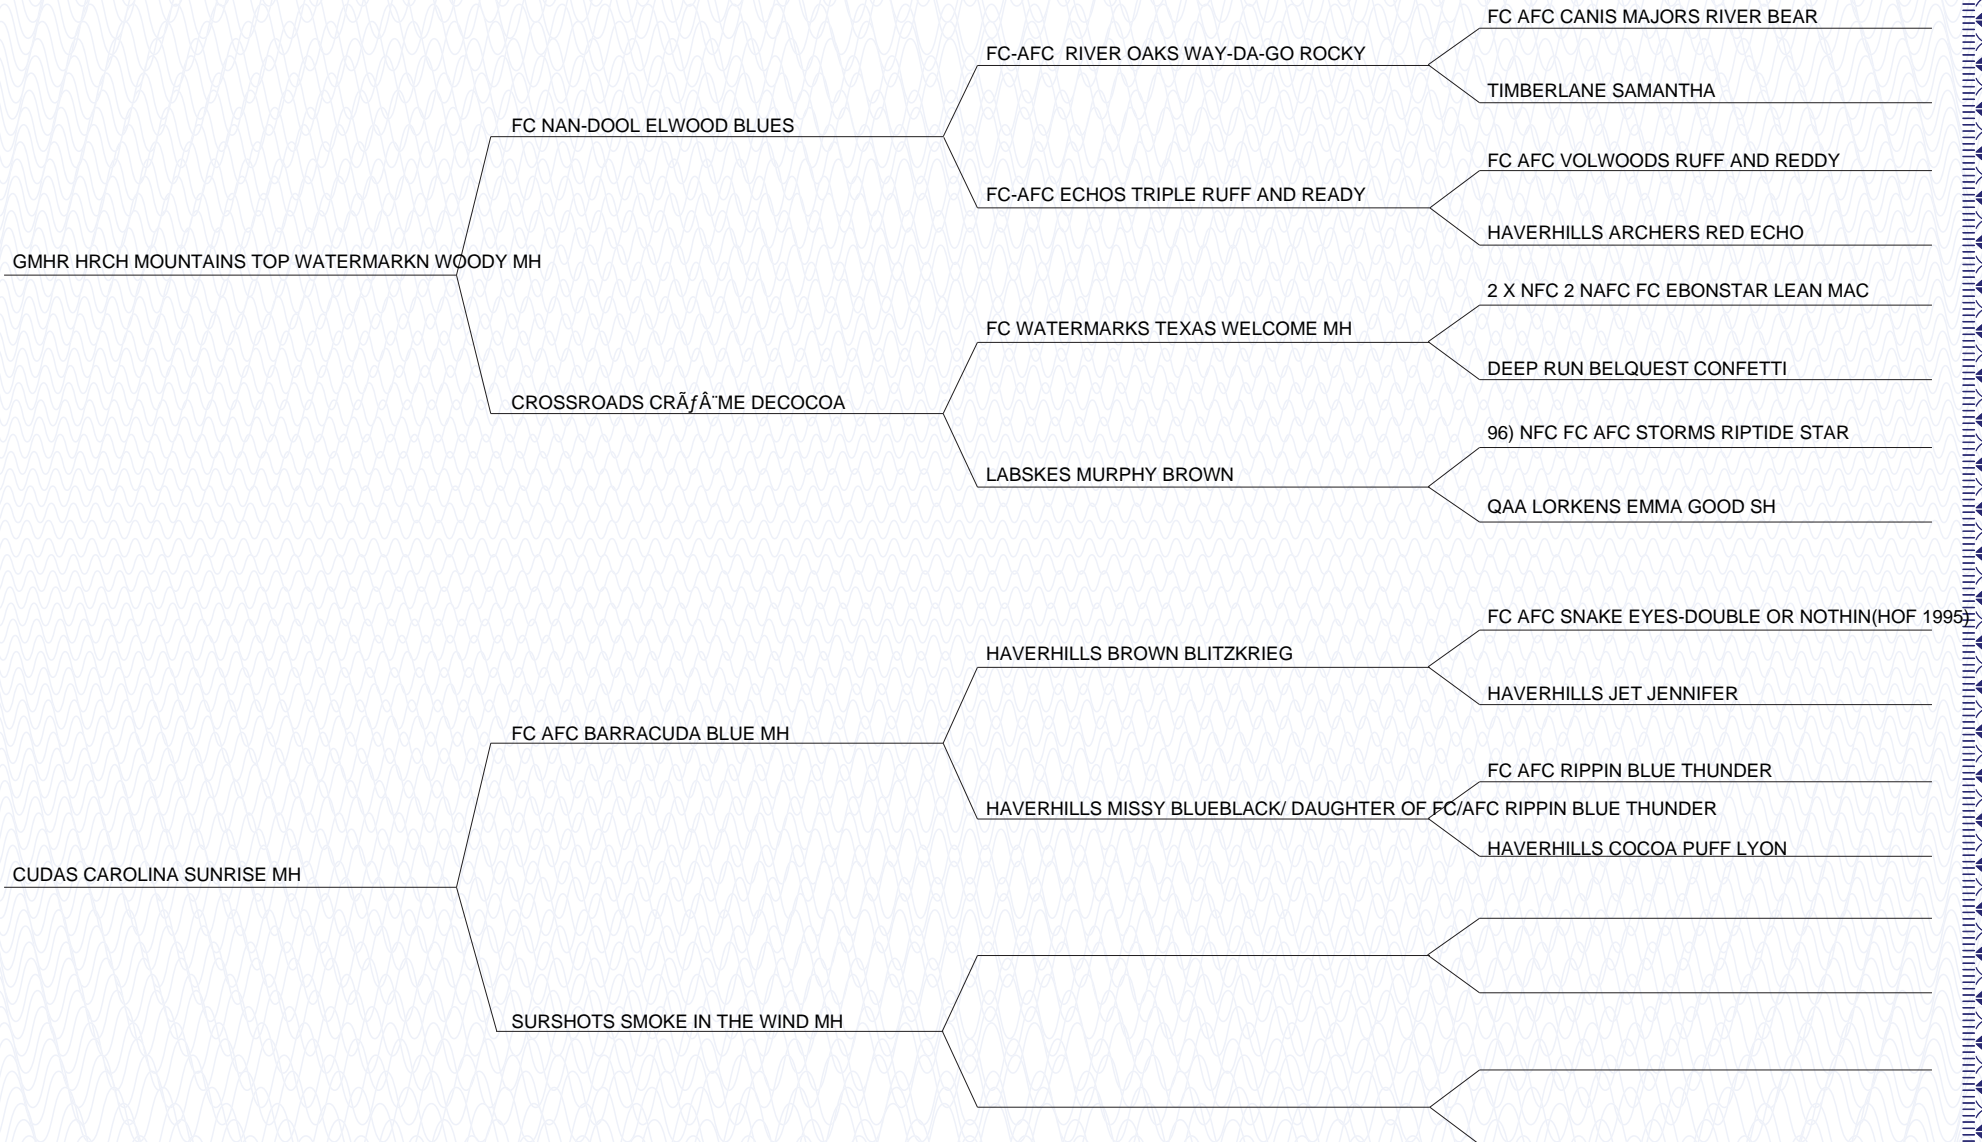 FC AFC CANIS MAJORS RIVER BEAR
FC-AFC  RIVER OAKS WAY-DA-GO ROCKY
TIMBERLANE SAMANTHA
FC NAN-DOOL ELWOOD BLUES
FC AFC VOLWOODS RUFF AND REDDY
FC-AFC ECHOS TRIPLE RUFF AND READY
HAVERHILLS ARCHERS RED ECHO
GMHR HRCH MOUNTAINS TOP WATERMARKN WOODY MH
2 X NFC 2 NAFC FC EBONSTAR LEAN MAC
FC WATERMARKS TEXAS WELCOME MH
DEEP RUN BELQUEST CONFETTI
CROSSROADS CRÃƒÂ¨ME DECOCOA
96) NFC FC AFC STORMS RIPTIDE STAR
LABSKES MURPHY BROWN
QAA LORKENS EMMA GOOD SH
FC AFC SNAKE EYES-DOUBLE OR NOTHIN(HOF 1995)
HAVERHILLS BROWN BLITZKRIEG
HAVERHILLS JET JENNIFER
FC AFC BARRACUDA BLUE MH
FC AFC RIPPIN BLUE THUNDER
HAVERHILLS MISSY BLUEBLACK/ DAUGHTER OF FC/AFC RIPPIN BLUE THUNDER
HAVERHILLS COCOA PUFF LYON
CUDAS CAROLINA SUNRISE MH
SURSHOTS SMOKE IN THE WIND MH